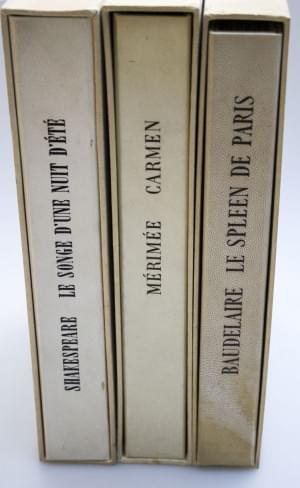 SHAKESPEARE LE SONGE D'UNE NUIT D'ÉTÉ
MÉRIMÉE CARMEN
BAUDELAIRE LE SPLEEN DE PARIS